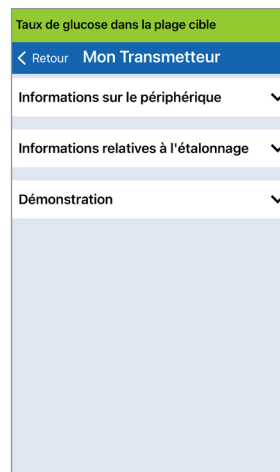 Taux de glucose dans la plage cible
Retour Mon Transmetteur
Informations sur le périphérique
Informations relatives à l'étalonnage
Démonstration